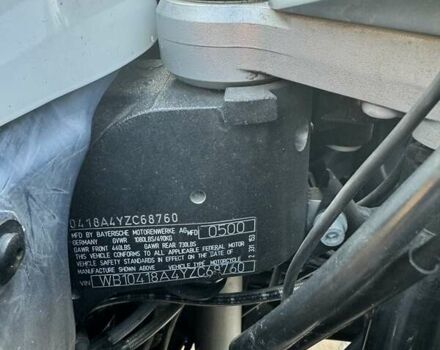 0418A4YZC68760
MFD BY BAYERISCHE MOTORENWERKE AG MFD 0500
GERMANY GVWR 1080LBS/490KG
GAWR FRONT 440LBS GAWR REAR 730LBS
THIS VEHICLE CONFORMS TO ALL APPLICABLE FEDERAL MOTOR
VEHICLE SAFETY STANDARDS IN EFFECT ON THE DATE OF
MANUFACTURE SHOWN ABOVE. VEHICLE TYPE MOTORCYCLE
VIN WB10418A4YZC68760